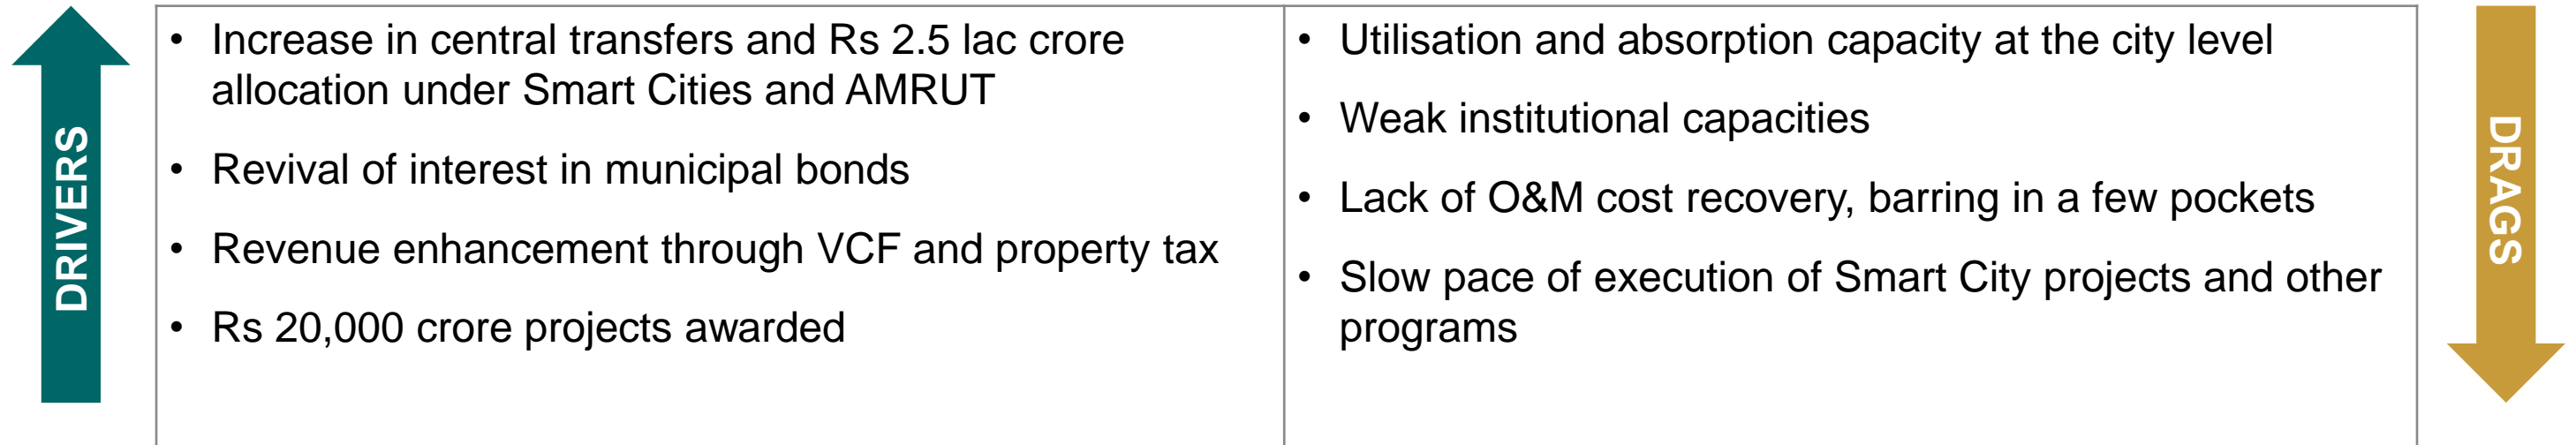 DRIVERS
• Increase in central transfers and Rs 2.5 lac crore
allocation under Smart Cities and AMRUT
• Revival of interest in municipal bonds
• Revenue enhancement through VCF and property tax
• Rs 20,000 crore projects awarded
• Utilisation and absorption capacity at the city level
• Weak institutional capacities
• Lack of O&M cost recovery, barring in a few pockets
• Slow pace of execution of Smart City projects and other
programs
DRAGS